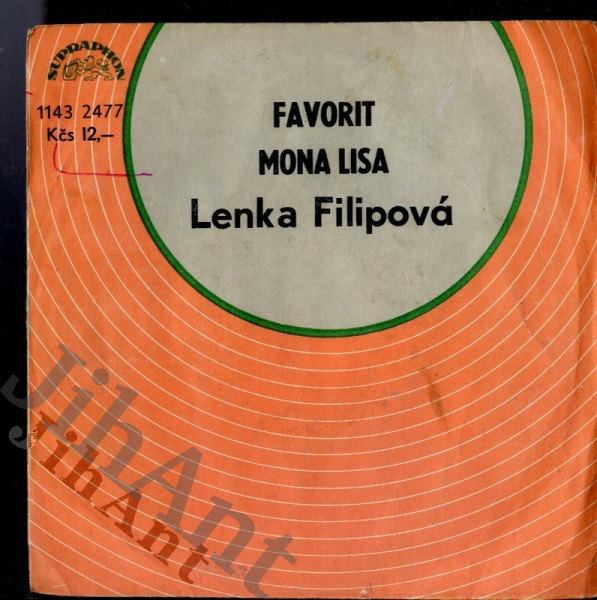 SUPRAPHON
1143 2477
Kčs 12,—
FAVORIT
MONA LISA
Lenka Filipová
JihAnt
JihAnt